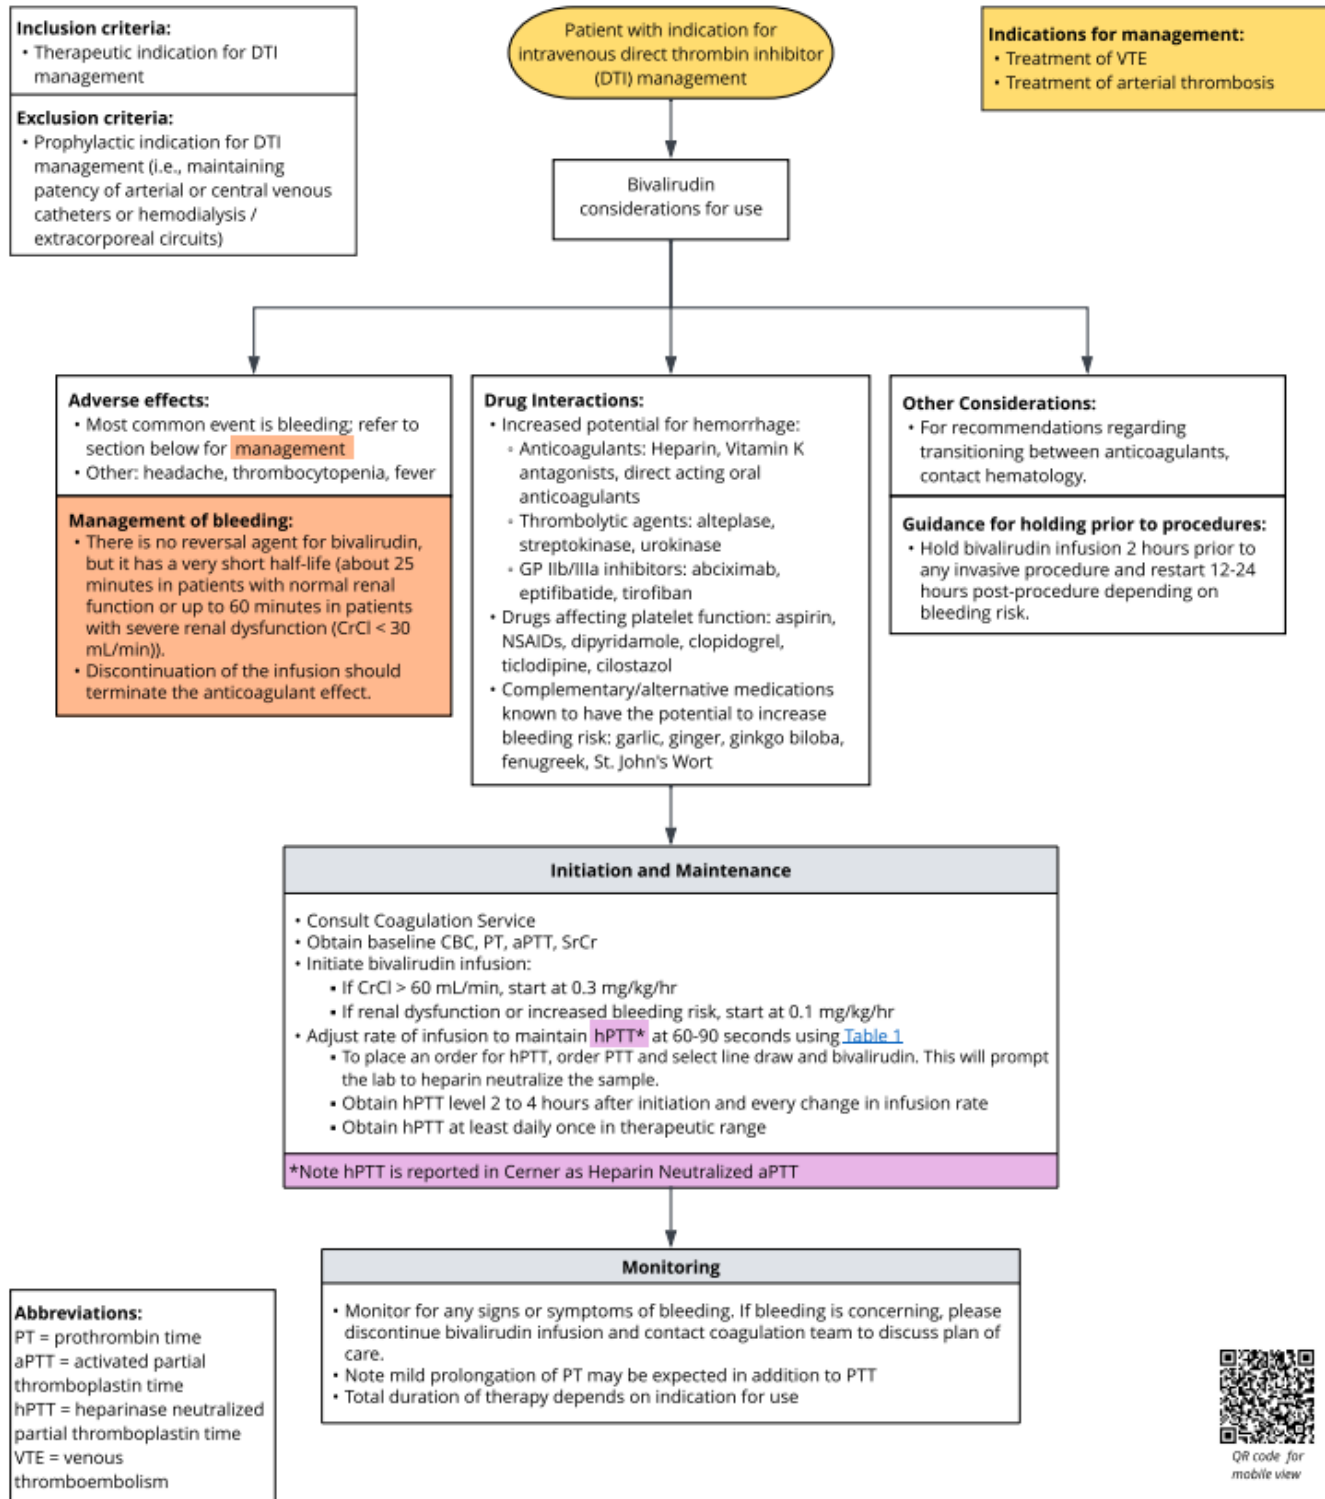 Inclusion criteria:
• Therapeutic indication for DTI
management
Exclusion criteria:
• Prophylactic indication for DTI
management (i.e., maintaining
patency of arterial or central venous
catheters or hemodialysis /
extracorporeal circuits)
Patient with indication for
intravenous direct thrombin inhibitor
(DTI) management
Indications for management:
• Treatment of VTE
• Treatment of arterial thrombosis
Bivalirudin
considerations for use
Adverse effects:
• Most common event is bleeding; refer to
section below for management
• Other: headache, thrombocytopenia, fever
Management of bleeding:
• There is no reversal agent for bivalirudin,
but it has a very short half-life (about 25
minutes in patients with normal renal
function or up to 60 minutes in patients
with severe renal dysfunction (CrCl < 30
mL/min)).
• Discontinuation of the infusion should
terminate the anticoagulant effect.
Drug Interactions:
• Increased potential for hemorrhage:
◦ Anticoagulants: Heparin, Vitamin K
antagonists, direct acting oral
anticoagulants
◦ Thrombolytic agents: alteplase,
streptokinase, urokinase
◦ GP IIb/IIIa inhibitors: abciximab,
eptifibatide, tirofiban
• Drugs affecting platelet function: aspirin,
NSAIDs, dipyridamole, clopidogrel,
ticlodipine, cilostazol
• Complementary/alternative medications
known to have the potential to increase
bleeding risk: garlic, ginger, ginkgo biloba,
fenugreek, St. John's Wort
Other Considerations:
• For recommendations regarding
transitioning between anticoagulants,
contact hematology.
Guidance for holding prior to procedures:
• Hold bivalirudin infusion 2 hours prior to
any invasive procedure and restart 12-24
hours post-procedure depending on
bleeding risk.
Initiation and Maintenance
• Consult Coagulation Service
• Obtain baseline CBC, PT, aPTT, SrCr
• Initiate bivalirudin infusion:
▪ If CrCl > 60 mL/min, start at 0.3 mg/kg/hr
▪ If renal dysfunction or increased bleeding risk, start at 0.1 mg/kg/hr
• Adjust rate of infusion to maintain hPTT* at 60-90 seconds using Table 1
▪ To place an order for hPTT, order PTT and select line draw and bivalirudin. This will prompt
the lab to heparin neutralize the sample.
▪ Obtain hPTT level 2 to 4 hours after initiation and every change in infusion rate
▪ Obtain hPTT at least daily once in therapeutic range
*Note hPTT is reported in Cerner as Heparin Neutralized aPTT
Monitoring
• Monitor for any signs or symptoms of bleeding. If bleeding is concerning, please
discontinue bivalirudin infusion and contact coagulation team to discuss plan of
care.
• Note mild prolongation of PT may be expected in addition to PTT
• Total duration of therapy depends on indication for use
Abbreviations:
PT = prothrombin time
aPTT = activated partial
thromboplastin time
hPTT = heparinase neutralized
partial thromboplastin time
VTE = venous
thromboembolism
QR code for
mobile view